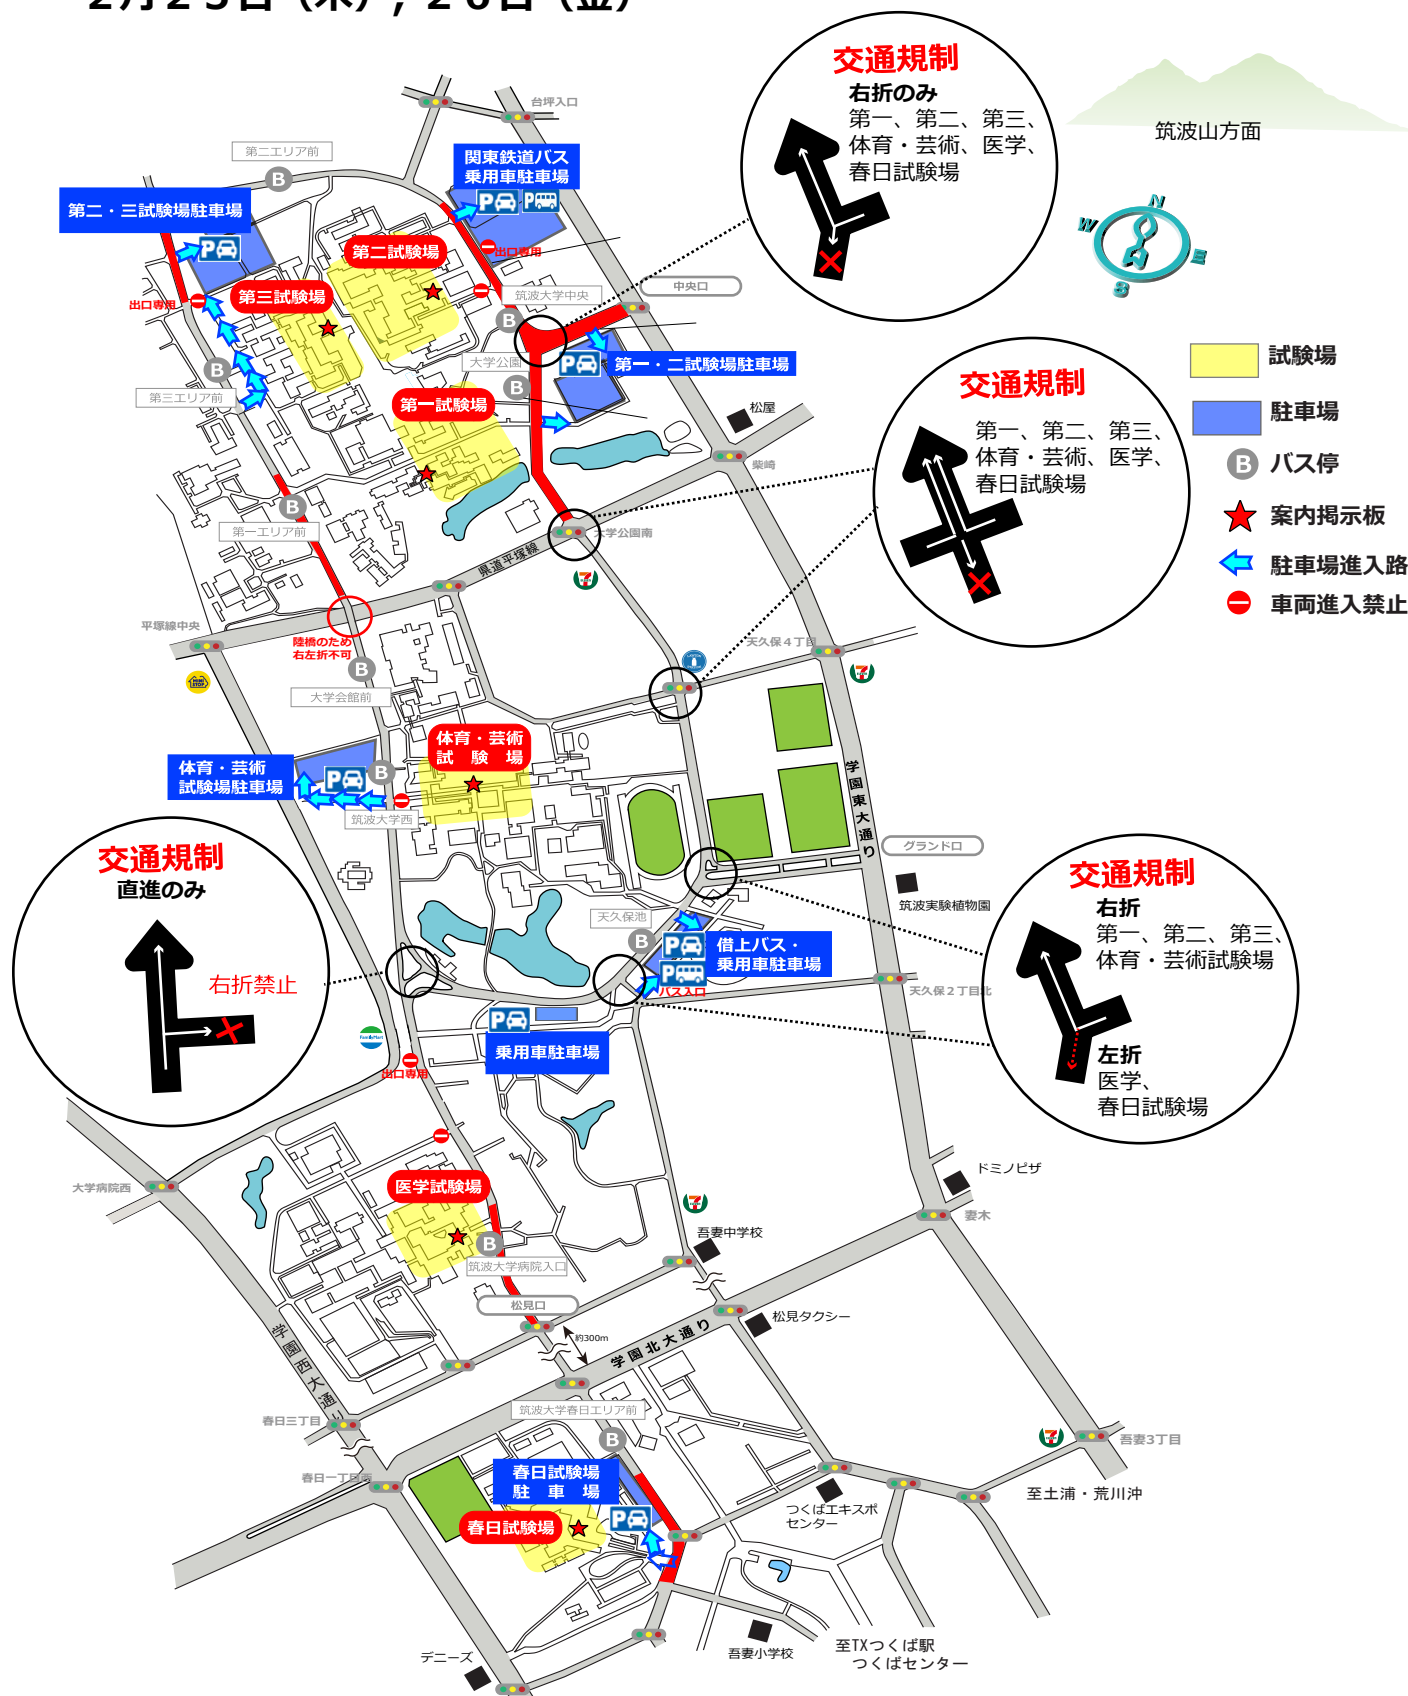 ２月２５日（木），２６日（金）
交通規制
右折のみ
第一、第二、第三、
体育・芸術、医学、
春日試験場
筑波山方面
N
W
E
S
台坪入口
第二エリア前
B
関東鉄道バス
乗用車駐車場
P
P
第二・三試験場駐車場
P
第二試験場
出口専用
第三試験場
出口専用
筑波大学中央
B
中央口
大学公園
B
P
第一・二試験場駐車場
B
第三エリア前
第一試験場
松屋
柴崎
交通規制
第一、第二、第三、
体育・芸術、医学、
春日試験場
試験場
駐車場
B
バス停
案内掲示板
駐車場進入路
車両進入禁止
B
第一エリア前
大学公園南
県道平塚線
平塚線中央
陸橋のため
右左折不可
B
大学会館前
天久保４丁目
体育・芸術
試　験　場
体育・芸術
試験場駐車場
P
B
筑波大学西
学園東大通り
グランド口
筑波実験植物園
交通規制
直進のみ
右折禁止
天久保池
B
P
P
借上バス・
乗用車駐車場
バス入口
天久保２丁目北
交通規制
右折
第一、第二、第三、
体育・芸術試験場
左折
医学、
春日試験場
P
乗用車駐車場
FamilyMart
出口専用
大学病院西
医学試験場
B
筑波大学病院入口
松見口
吾妻中学校
ドミノピザ
妻木
約300m
松見タクシー
学園北大通り
学園西大通り
春日三丁目
筑波大学春日エリア前
B
春日一丁目西
春日試験場
駐　車　場
P
春日試験場
つくばエキスポ
センター
吾妻3丁目
至土浦・荒川沖
吾妻小学校
至TXつくば駅
つくばセンター
デニーズ